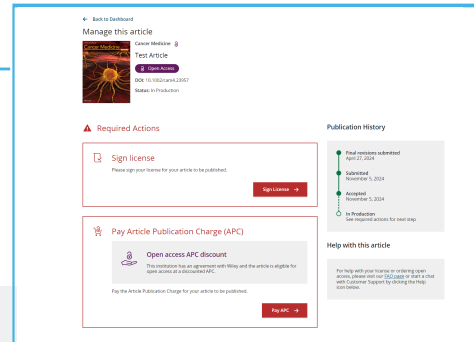 ← Back to Dashboard
Manage this article
Cancer Medicine
Cancer Medicine
Test Article
Open Access
DOI: 10.1002/cam4.23957
Status: In Production
Required Actions
Sign license
Please sign your license for your article to be published.
Sign License →
Pay Article Publication Charge (APC)
Open access APC discount
This institution has an agreement with Wiley and the article is eligible for
open access at a discounted APC.
Pay the Article Publication Charge for your article to be published.
Pay APC →
Publication History
Final revisions submitted
April 27, 2024
Submitted
November 5, 2024
Accepted
November 5, 2024
In Production
See required actions for next step
Help with this article
For help with your license or ordering open
access, please visit our FAQ page or start a chat
with Customer Support by clicking the Help
icon below.